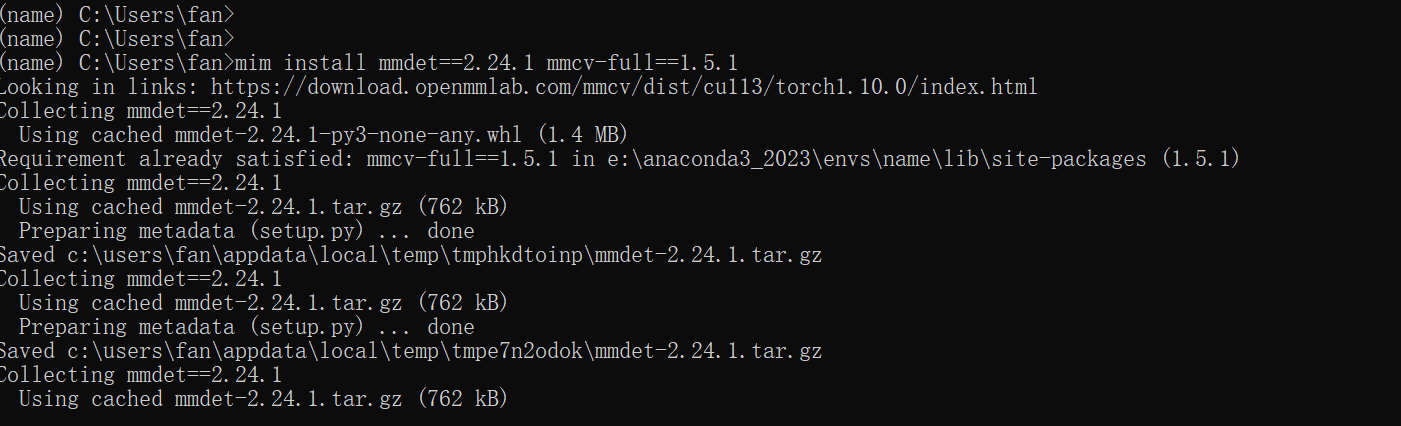 (name) C:\Users\fan>
(name) C:\Users\fan>
(name) C:\Users\fan>mim install mmdet==2.24.1 mmcv-full==1.5.1
Looking in links: https://download.openmmlab.com/mmcv/dist/cu113/torch1.10.0/index.html
Collecting mmdet==2.24.1
  Using cached mmdet-2.24.1-py3-none-any.whl (1.4 MB)
Requirement already satisfied: mmcv-full==1.5.1 in e:\anaconda3_2023\envs\name\lib\site-packages (1.5.1)
Collecting mmdet==2.24.1
  Using cached mmdet-2.24.1.tar.gz (762 kB)
  Preparing metadata (setup.py) ... done
Saved c:\users\fan\appdata\local\temp\tmphkdtoinp\mmdet-2.24.1.tar.gz
Collecting mmdet==2.24.1
  Using cached mmdet-2.24.1.tar.gz (762 kB)
  Preparing metadata (setup.py) ... done
Saved c:\users\fan\appdata\local\temp\tmpe7n2odok\mmdet-2.24.1.tar.gz
Collecting mmdet==2.24.1
  Using cached mmdet-2.24.1.tar.gz (762 kB)